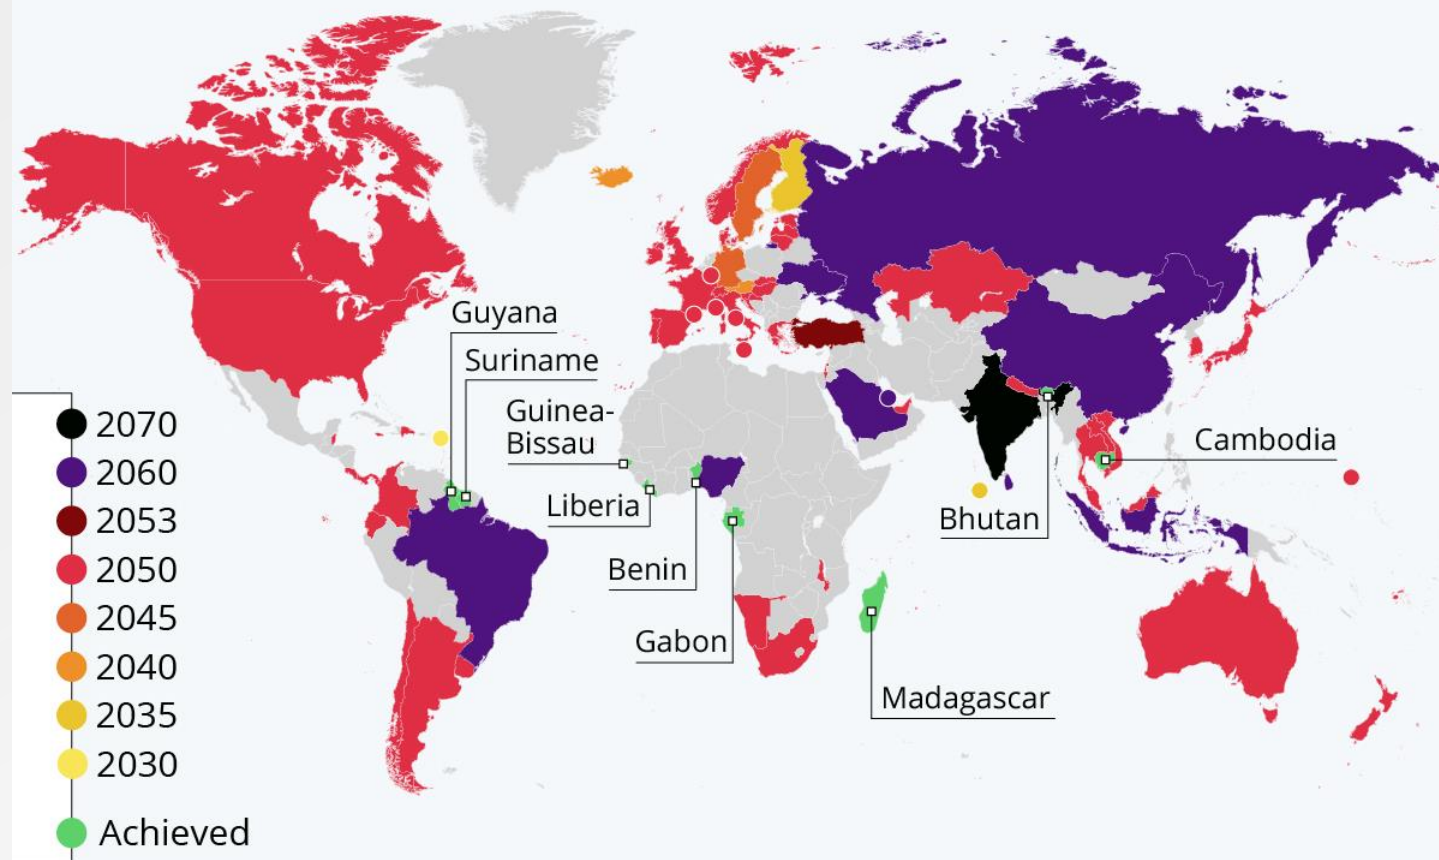 Guyana
Suriname
Guinea-
Bissau
Liberia
Benin
Gabon
Madagascar
Bhutan
Cambodia
2070
2060
2053
2050
2045
2040
2035
2030
Achieved